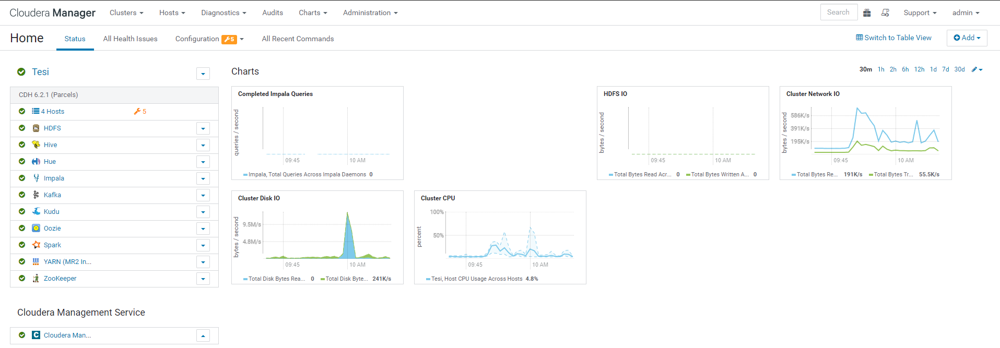 Cloudera Manager Clusters Hosts Diagnostics Audits Charts Administration Search Support admin
Home Status All Health Issues Configuration 5 All Recent Commands Switch to Table View Add
Tesi
CDH 6.2.1 (Parcels)
4 Hosts 5
HDFS
Hive
Hue
Impala
Kafka
Kudu
Oozie
Spark
YARN (MR2 In...
ZooKeeper
Cloudera Management Service
C Cloudera Man...
Charts
30m 1h 2h 6h 12h 1d 7d 30d
Completed Impala Queries
queries / second
09:45 10 AM
Impala, Total Queries Across Impala Daemons 0
HDFS IO
bytes / second
09:45 10 AM
Total Bytes Read Acr... 0 Total Bytes Written A... 0
Cluster Network IO
bytes / second
586K/s
391K/s
195K/s
09:45 10 AM
Total Bytes Re... 191K/s Total Bytes Tr... 55.5K/s
Cluster Disk IO
bytes / second
9.5M/s
4.8M/s
09:45 10 AM
Total Disk Bytes Rea... 0 Total Disk Byte... 241K/s
Cluster CPU
percent
100%
50%
09:45 10 AM
Tesi, Host CPU Usage Across Hosts 4.8%